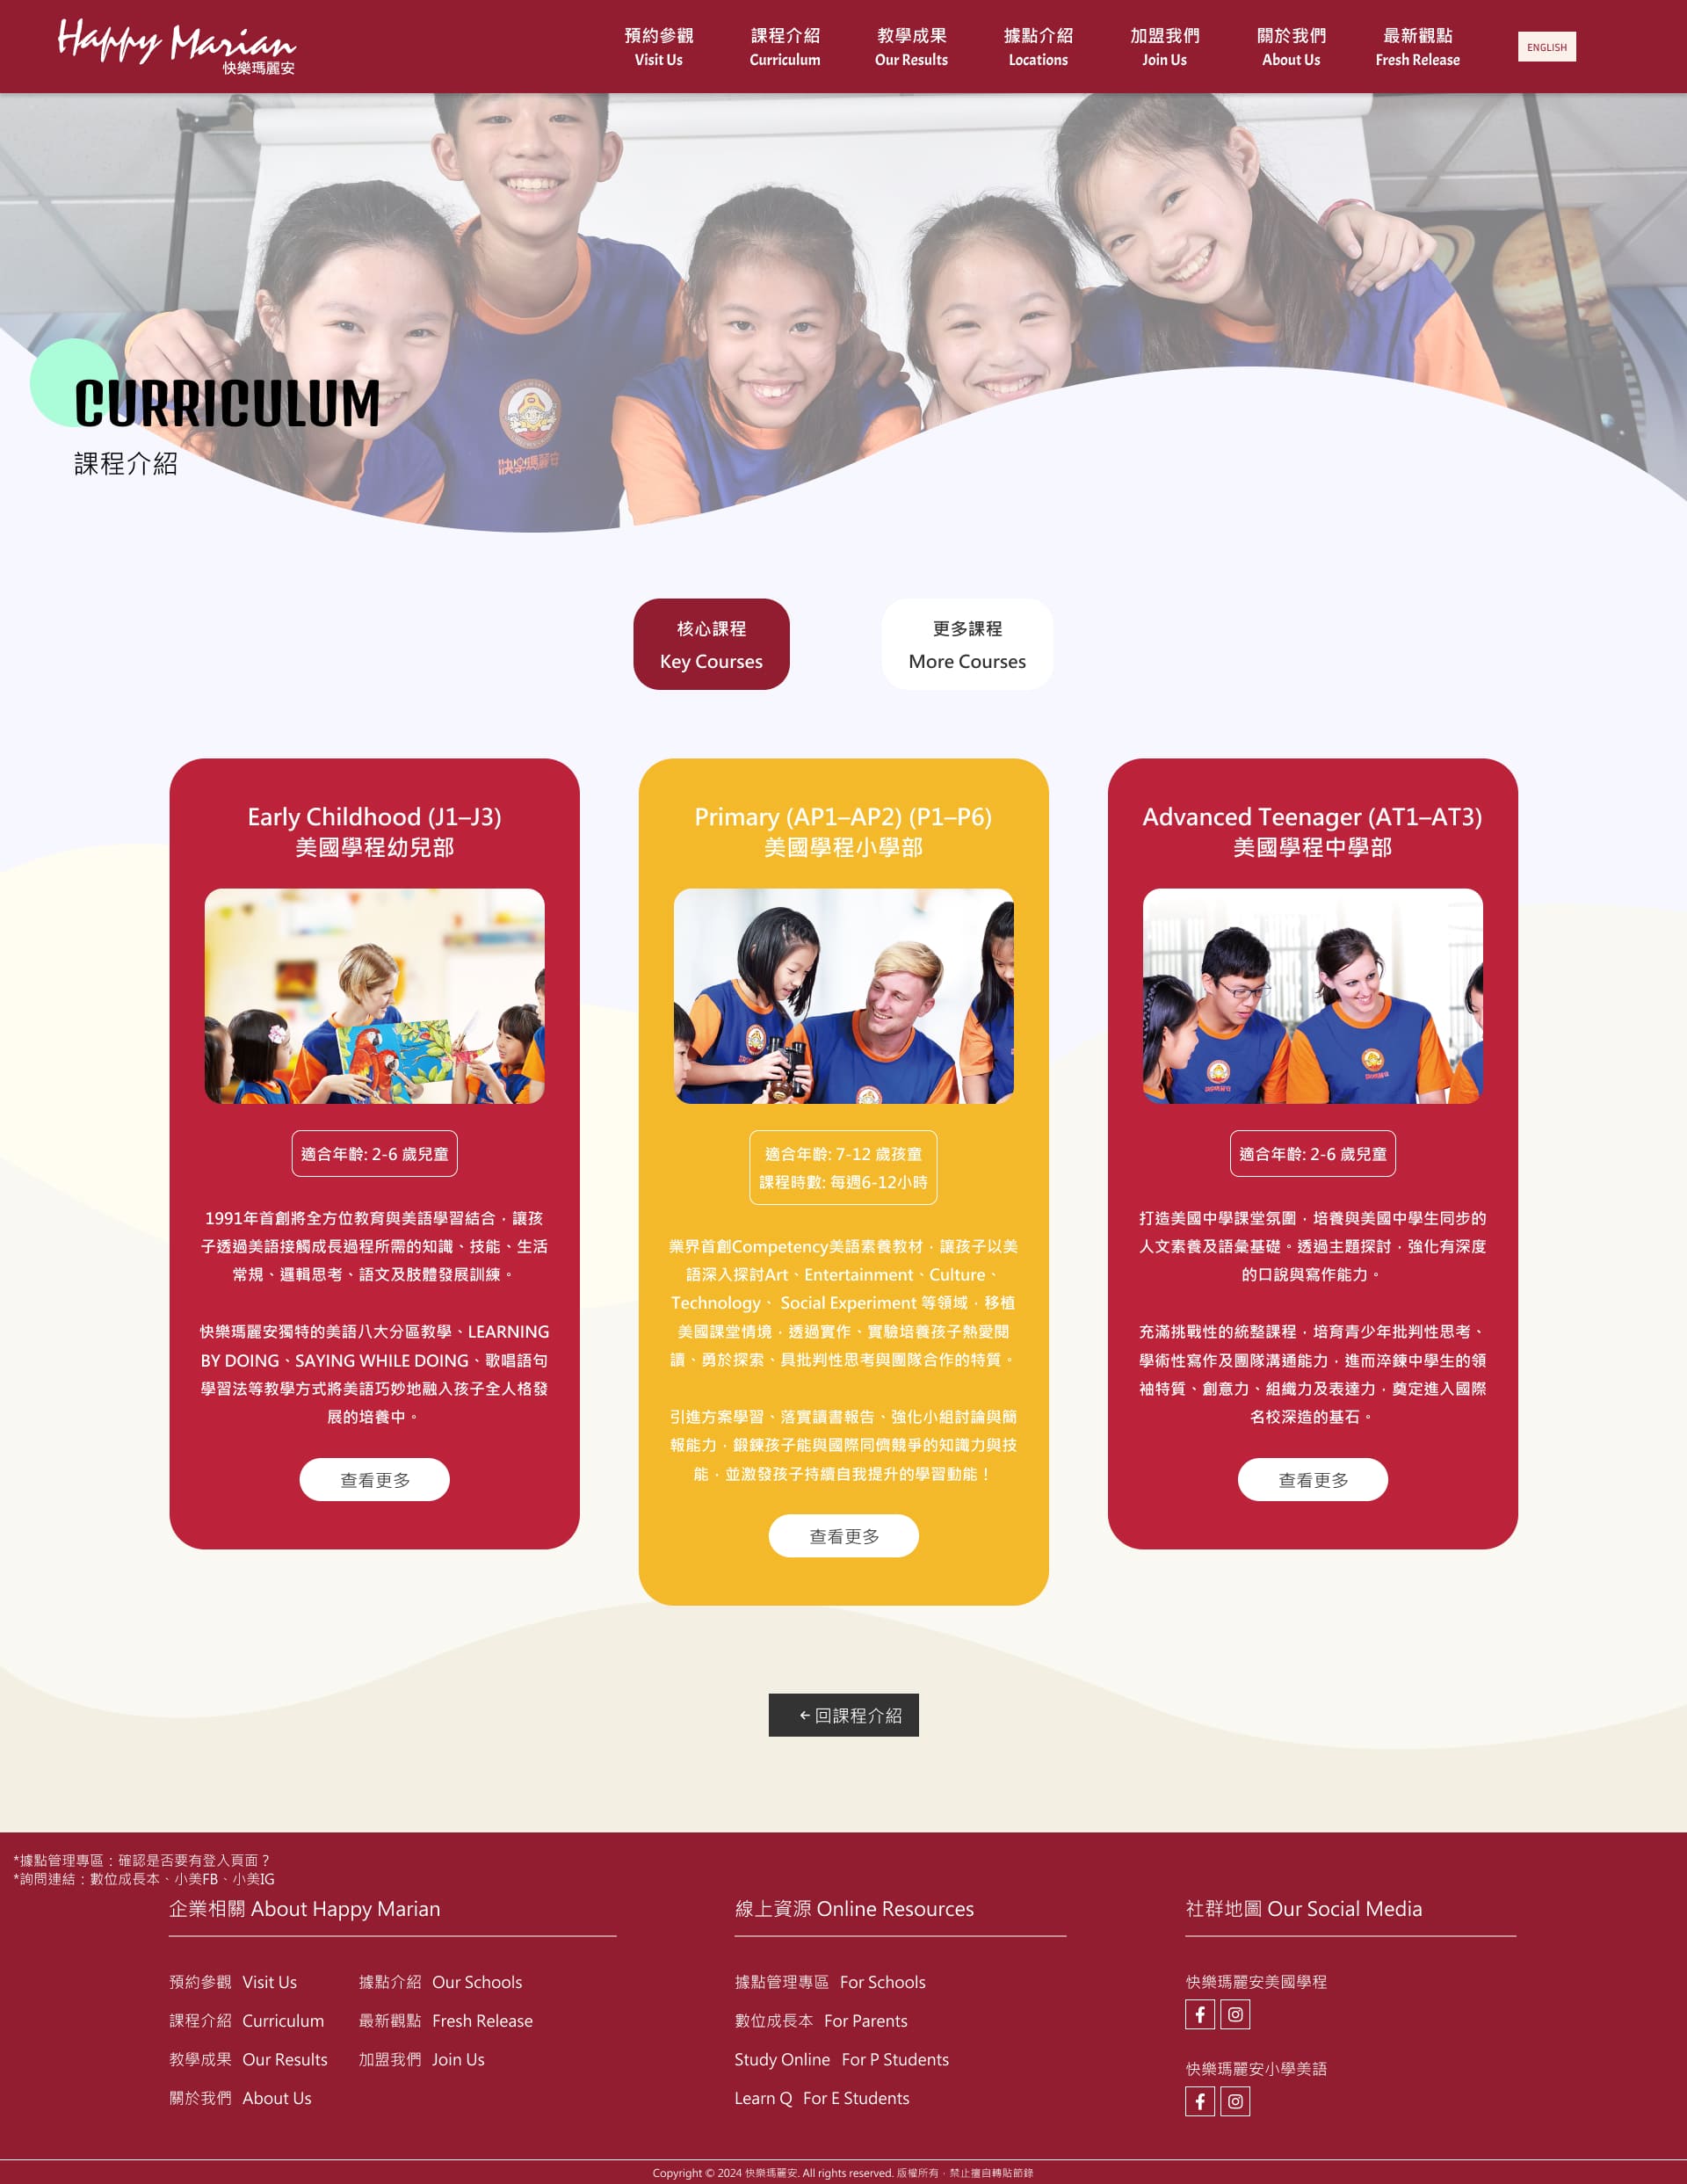 Happy Marian
快樂瑪麗安
預約參觀
Visit Us
課程介紹
Curriculum
教學成果
Our Results
據點介紹
Locations
加盟我們
Join Us
關於我們
About Us
最新觀點
Fresh Release
ENGLISH
快樂瑪麗安
CURRICULUM
課程介紹
核心課程
Key Courses
更多課程
More Courses
Early Childhood (J1–J3)
美國學程幼兒部
適合年齡: 2-6 歲兒童
1991年首創將全方位教育與美語學習結合，讓孩
子透過美語接觸成長過程所需的知識、技能、生活
常規、邏輯思考、語文及肢體發展訓練。
快樂瑪麗安獨特的美語八大分區教學、LEARNING
BY DOING、SAYING WHILE DOING、歌唱語句
學習法等教學方式將美語巧妙地融入孩子全人格發
展的培養中。
查看更多
Primary (AP1–AP2) (P1–P6)
美國學程小學部
適合年齡: 7-12 歲孩童
課程時數: 每週6-12小時
業界首創Competency美語素養教材，讓孩子以美
語深入探討Art、Entertainment、Culture、
Technology、 Social Experiment 等領域，移植
美國課堂情境，透過實作、實驗培養孩子熱愛閱
讀、勇於探索、具批判性思考與團隊合作的特質。
引進方案學習、落實讀書報告、強化小組討論與簡
報能力，鍛鍊孩子能與國際同儕競爭的知識力與技
能，並激發孩子持續自我提升的學習動能！
查看更多
Advanced Teenager (AT1–AT3)
美國學程中學部
適合年齡: 2-6 歲兒童
打造美國中學課堂氛圍，培養與美國中學生同步的
人文素養及語彙基礎。透過主題探討，強化有深度
的口說與寫作能力。
充滿挑戰性的統整課程，培育青少年批判性思考、
學術性寫作及團隊溝通能力，進而淬鍊中學生的領
袖特質、創意力、組織力及表達力，奠定進入國際
名校深造的基石。
查看更多
回課程介紹
*據點管理專區：確認是否要有登入頁面？
*詢問連結：數位成長本、小美FB、小美IG
企業相關 About Happy Marian
預約參觀 Visit Us
據點介紹 Our Schools
課程介紹 Curriculum
最新觀點 Fresh Release
教學成果 Our Results
加盟我們 Join Us
關於我們 About Us
線上資源 Online Resources
據點管理專區 For Schools
數位成長本 For Parents
Study Online For P Students
Learn Q For E Students
社群地圖 Our Social Media
快樂瑪麗安美國學程
快樂瑪麗安小學美語
Copyright © 2024 快樂瑪麗安. All rights reserved. 版權所有，禁止擅自轉貼節錄